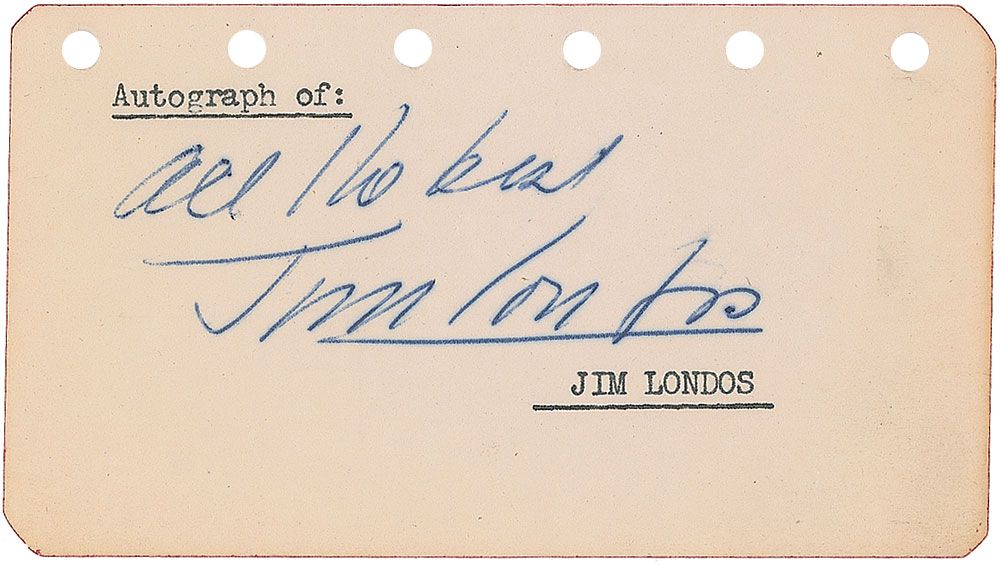 Autograph of:
All the best
Jim Londos
JIM LONDOS